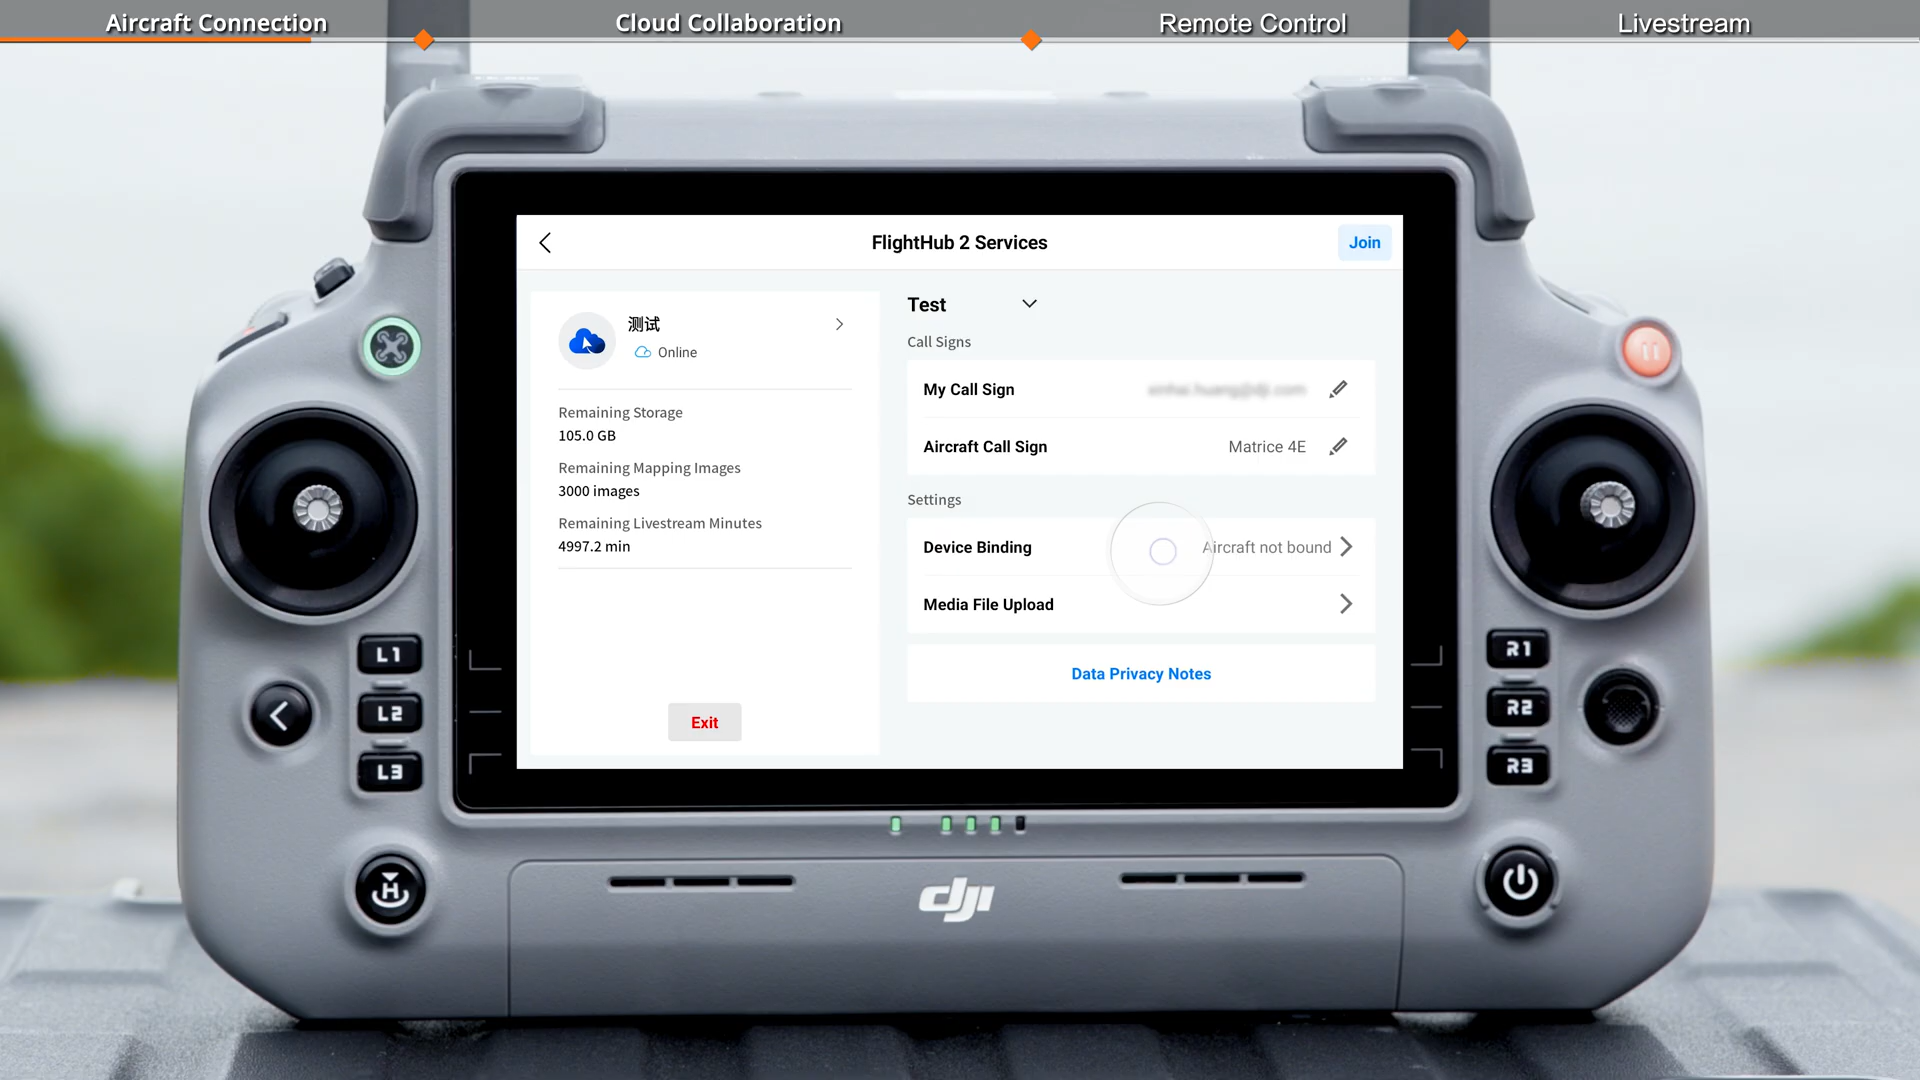 Aircraft Connection
Cloud Collaboration
Remote Control
Livestream
FlightHub 2 Services
Join
测试
Online
Remaining Storage
105.0 GB
Remaining Mapping Images
3000 images
Remaining Livestream Minutes
4997.2 min
Exit
Test
Call Signs
My Call Sign
Aircraft Call Sign
Matrice 4E
Settings
Device Binding
Aircraft not bound
Media File Upload
Data Privacy Notes
L1
L2
L3
R1
R2
R3
H
dji